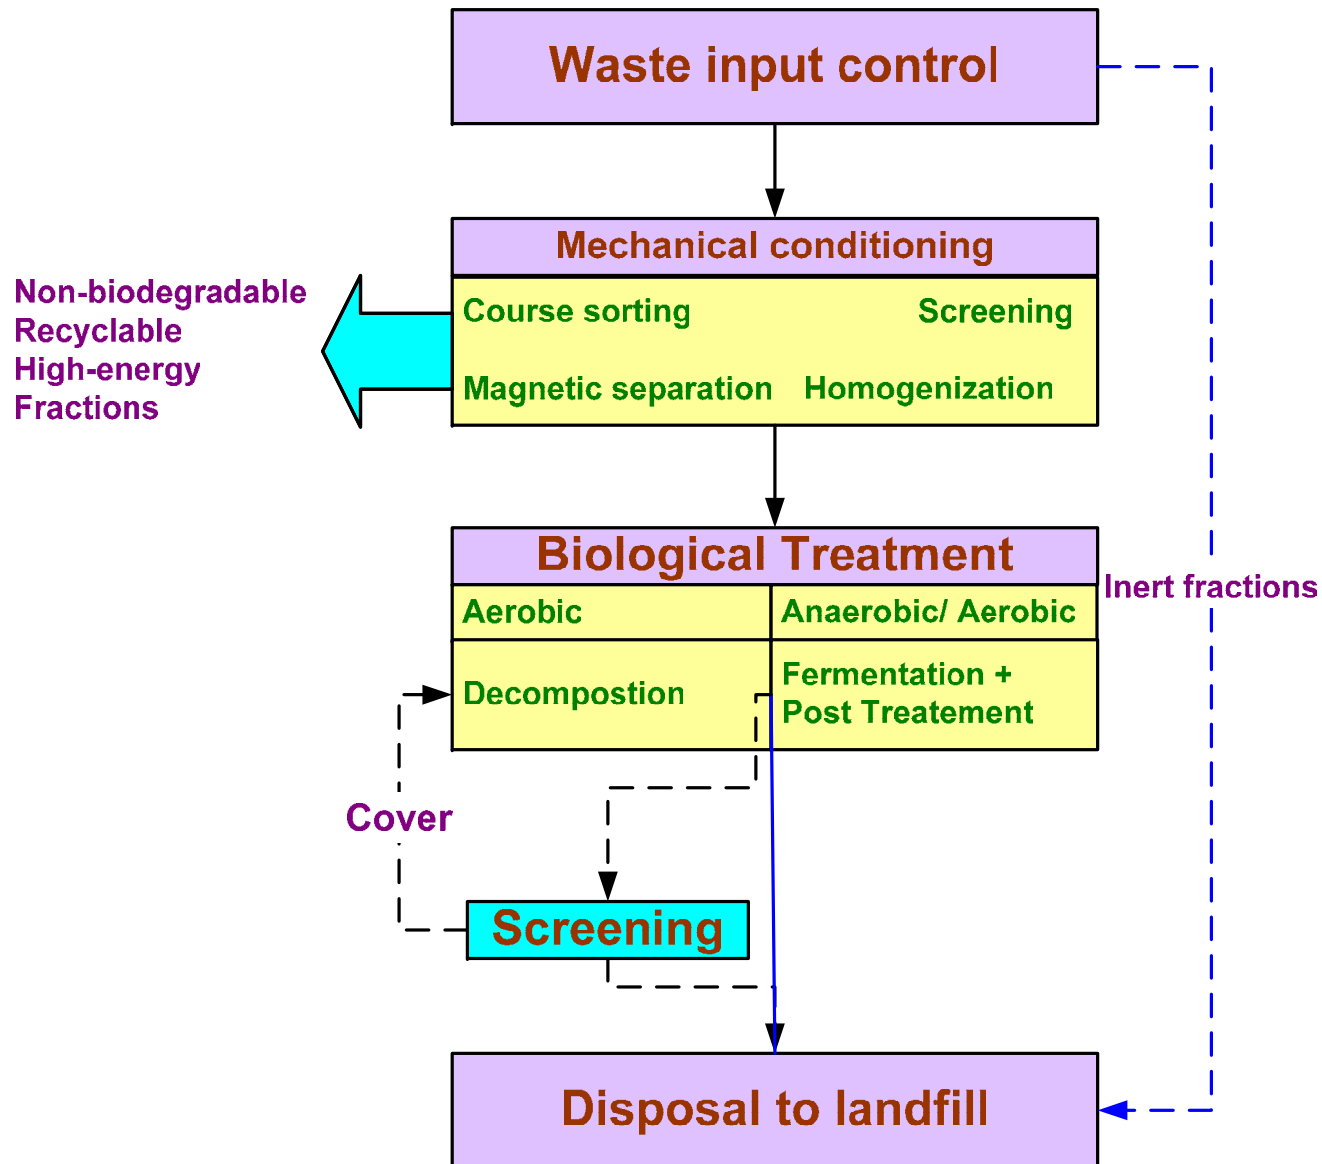 Waste input control
Mechanical conditioning
Non-biodegradable
Recyclable
High-energy
Fractions
Course sorting
Screening
Magnetic separation
Homogenization
Biological Treatment
Aerobic
Anaerobic/ Aerobic
Inert fractions
Decompostion
Fermentation +
Post Treatement
Cover
Screening
Disposal to landfill